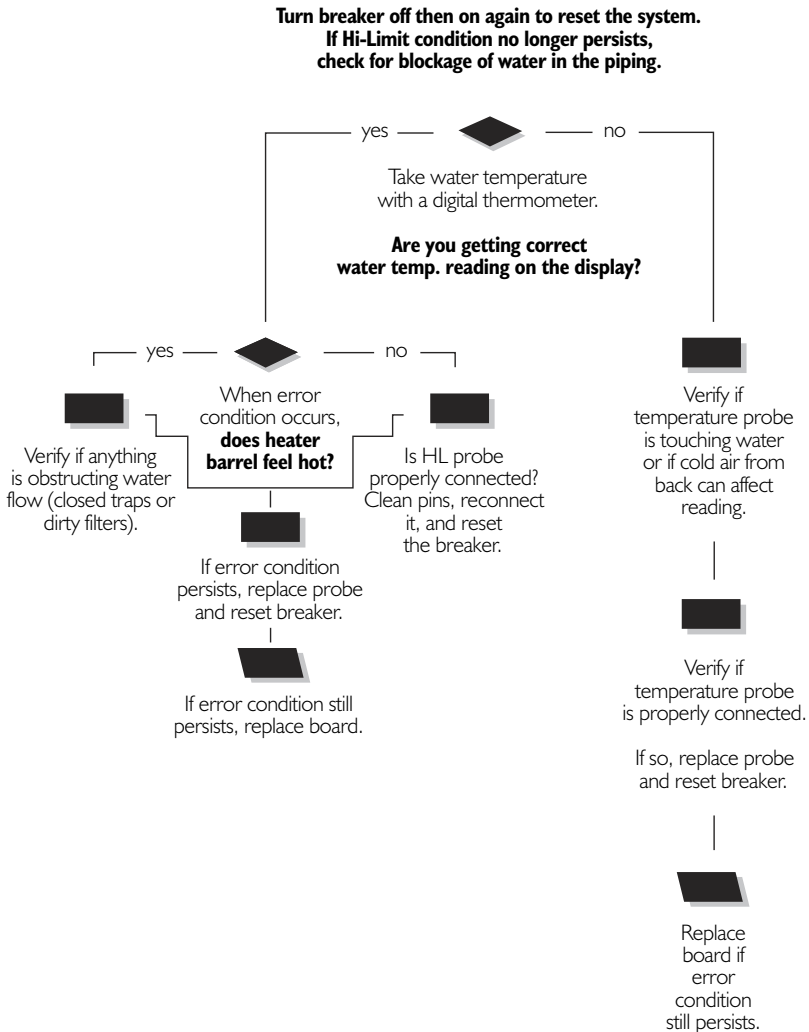 Turn breaker off then on again to reset the system.
If Hi-Limit condition no longer persists,
check for blockage of water in the piping.
yes
no
Take water temperature
with a digital thermometer.
Are you getting correct
water temp. reading on the display?
yes
no
When error
condition occurs,
does heater
barrel feel hot?
Verify if anything
is obstructing water
flow (closed traps or
dirty filters).
Is HL probe
properly connected?
Clean pins, reconnect
it, and reset
the breaker.
If error condition
persists, replace probe
and reset breaker.
If error condition still
persists, replace board.
Verify if
temperature probe
is touching water
or if cold air from
back can affect
reading.
Verify if
temperature probe
is properly connected.
If so, replace probe
and reset breaker.
Replace
board if
error
condition
still persists.